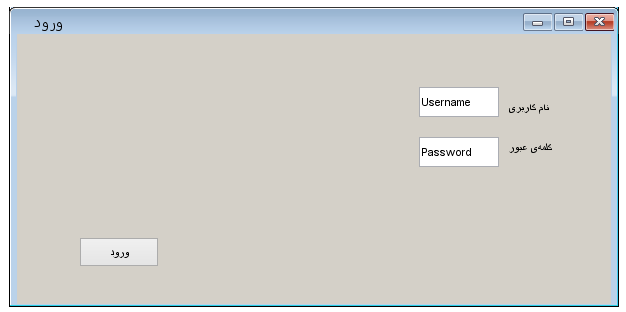 ورود
نام کاربری
Username
کلمه‌ی عبور
Password
ورود